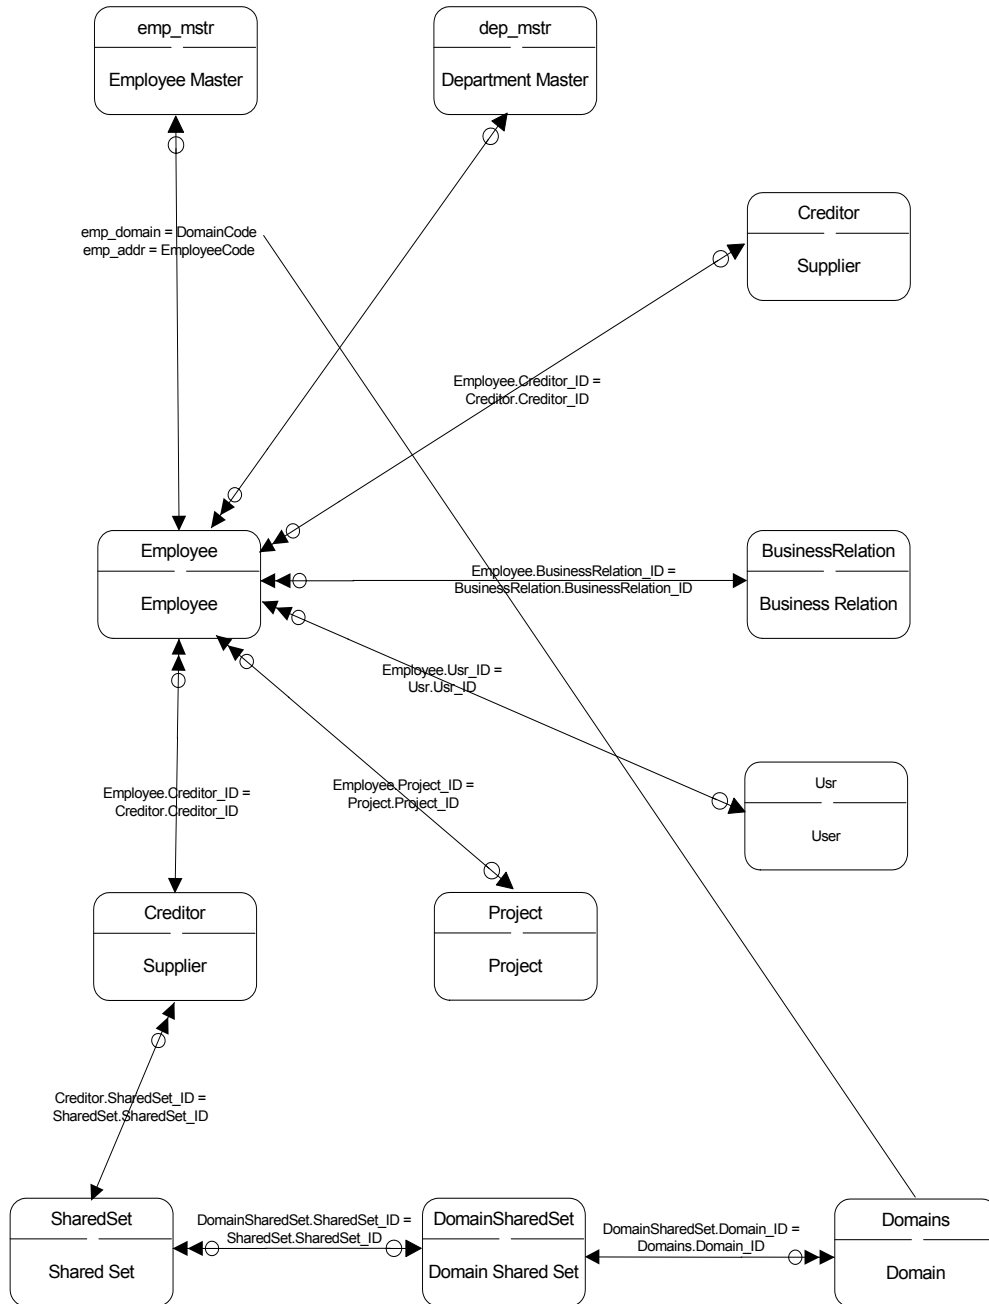 emp_mstr
Employee Master
dep_mstr
Department Master
Creditor
Supplier
emp_domain = DomainCode
emp_addr = EmployeeCode
Employee.Creditor_ID =
Creditor.Creditor_ID
Employee
Employee
Employee.BusinessRelation_ID =
BusinessRelation.BusinessRelation_ID
BusinessRelation
Business Relation
Employee.Usr_ID =
Usr.Usr_ID
Usr
User
Employee.Creditor_ID =
Creditor.Creditor_ID
Employee.Project_ID =
Project.Project_ID
Creditor
Supplier
Project
Project
Creditor.SharedSet_ID =
SharedSet.SharedSet_ID
SharedSet
Shared Set
DomainSharedSet.SharedSet_ID =
SharedSet.SharedSet_ID
DomainSharedSet
Domain Shared Set
DomainSharedSet.Domain_ID =
Domains.Domain_ID
Domains
Domain